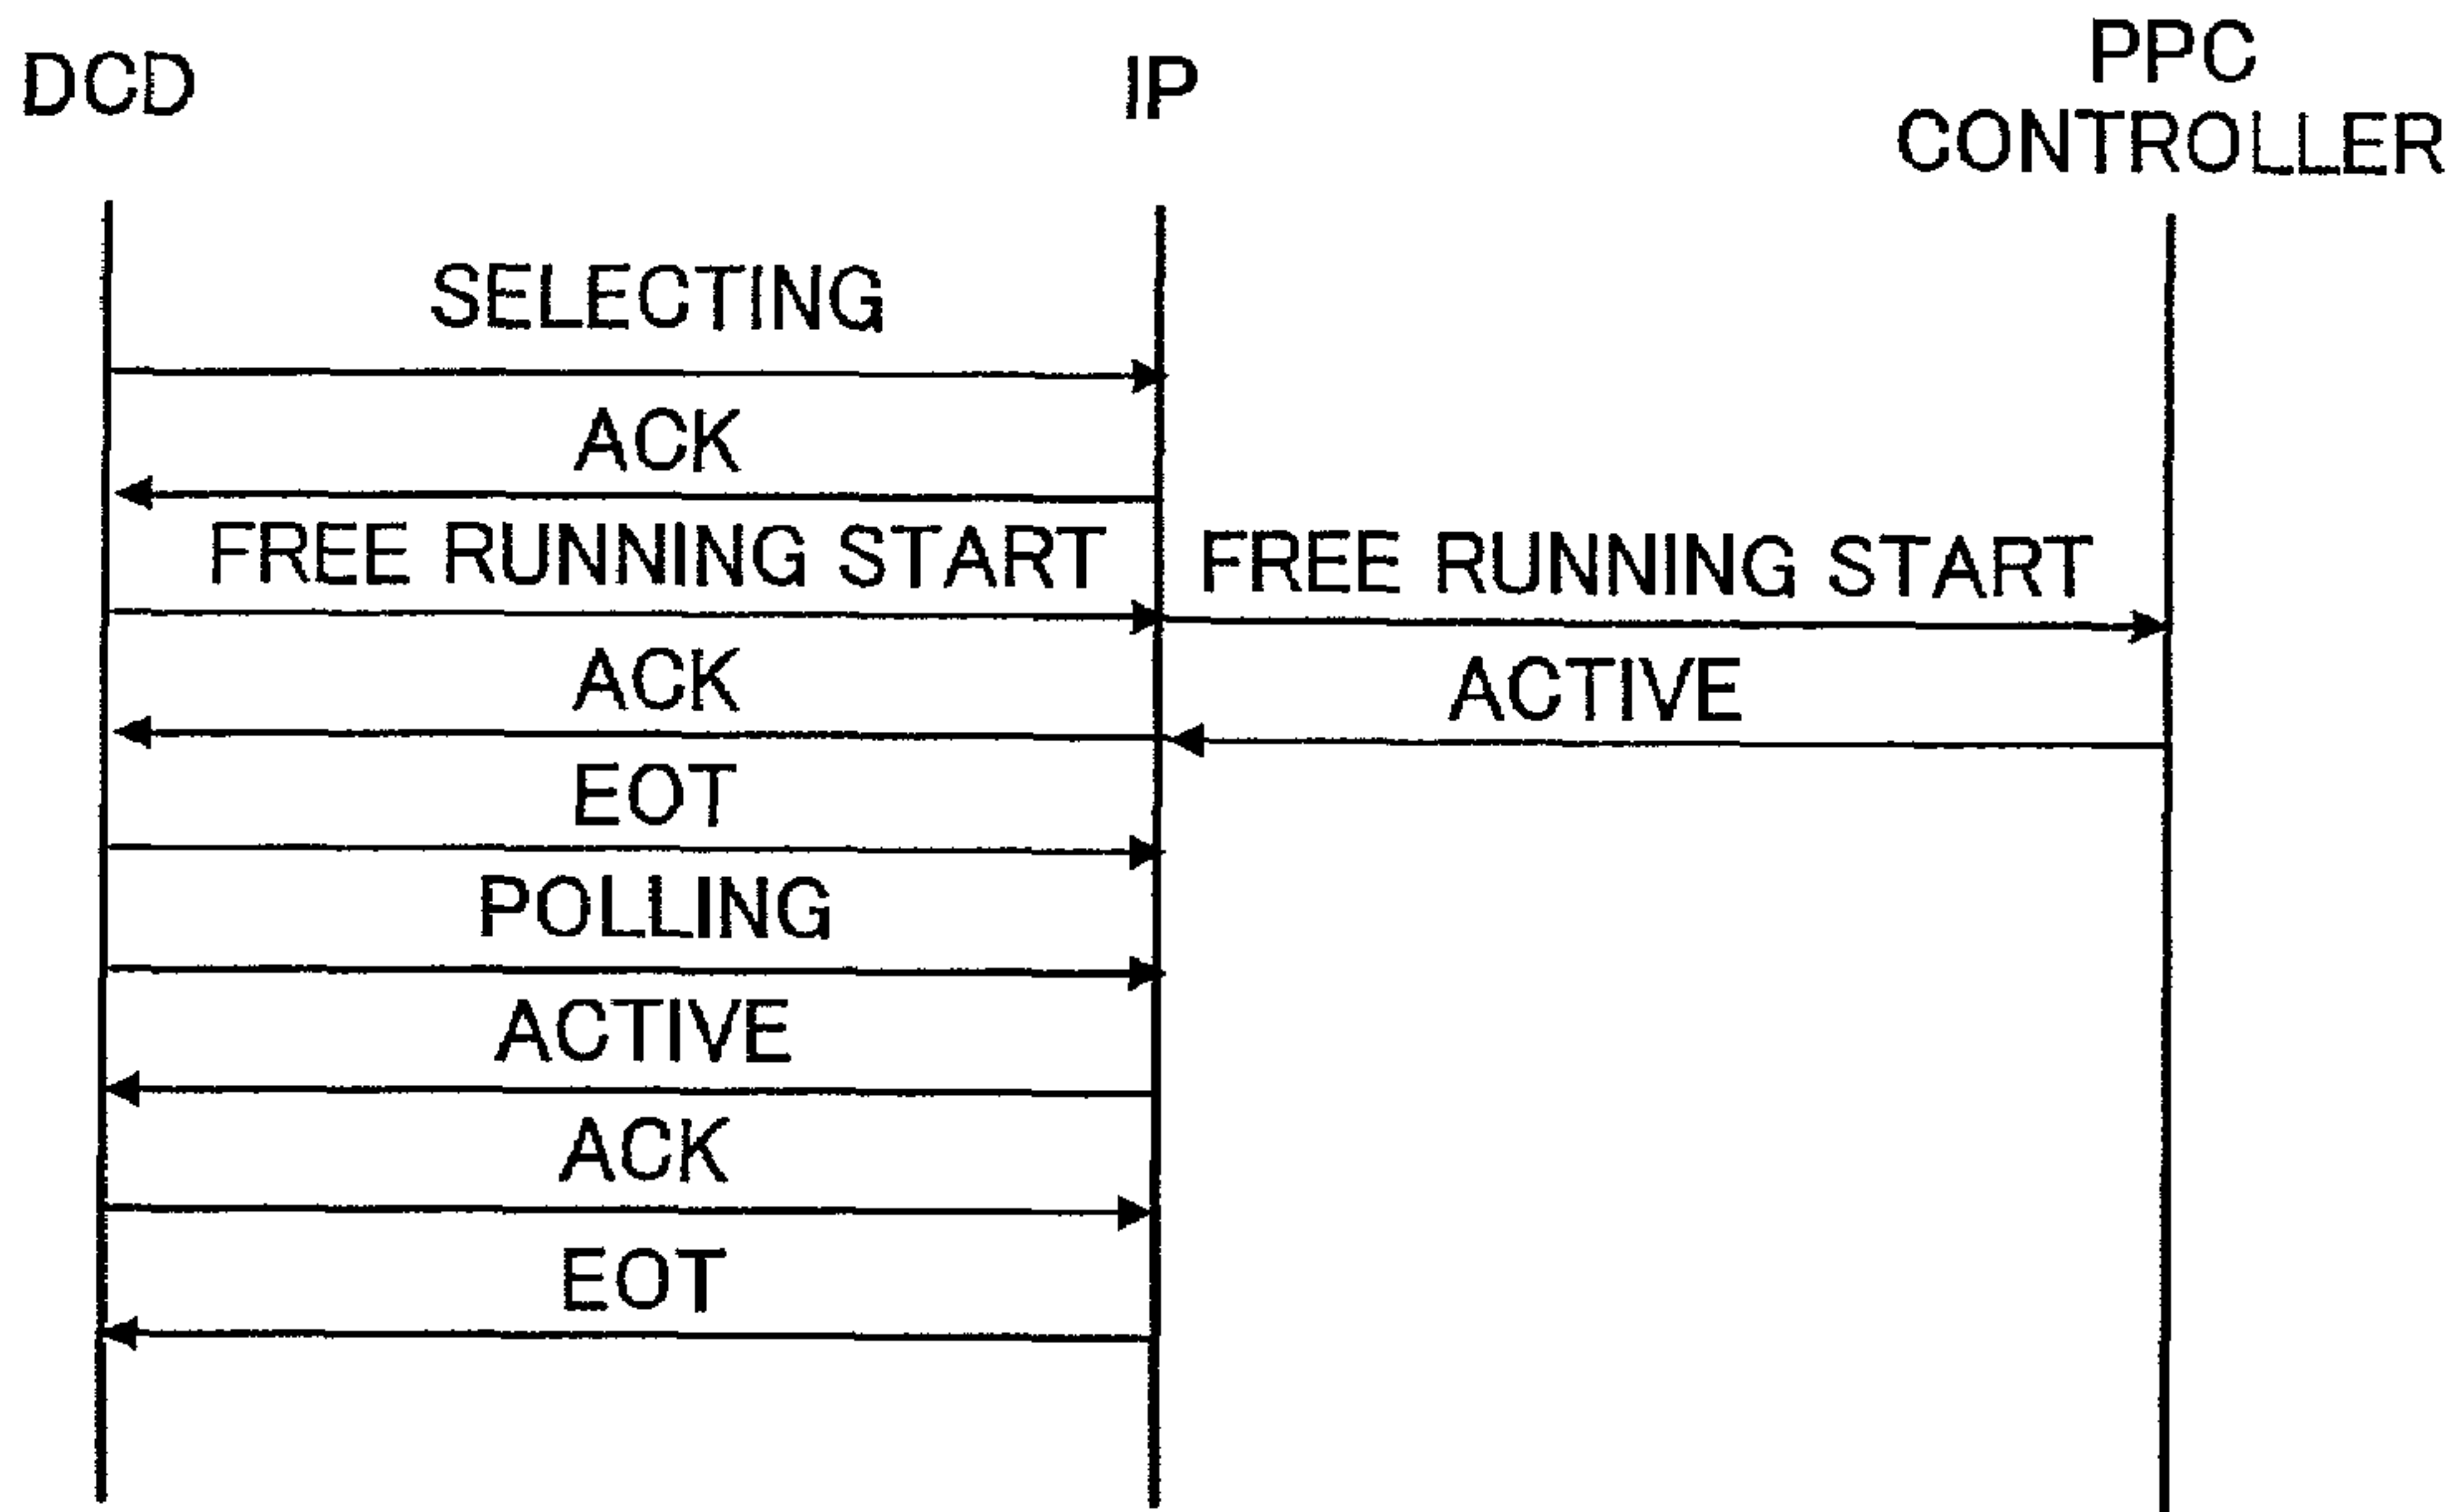 DCD
IP
PPC
CONTROLLER
SELECTING
ACK
FREE RUNNING START
FREE RUNNING START
ACK
ACTIVE
EOT
POLLING
ACTIVE
ACK
EOT